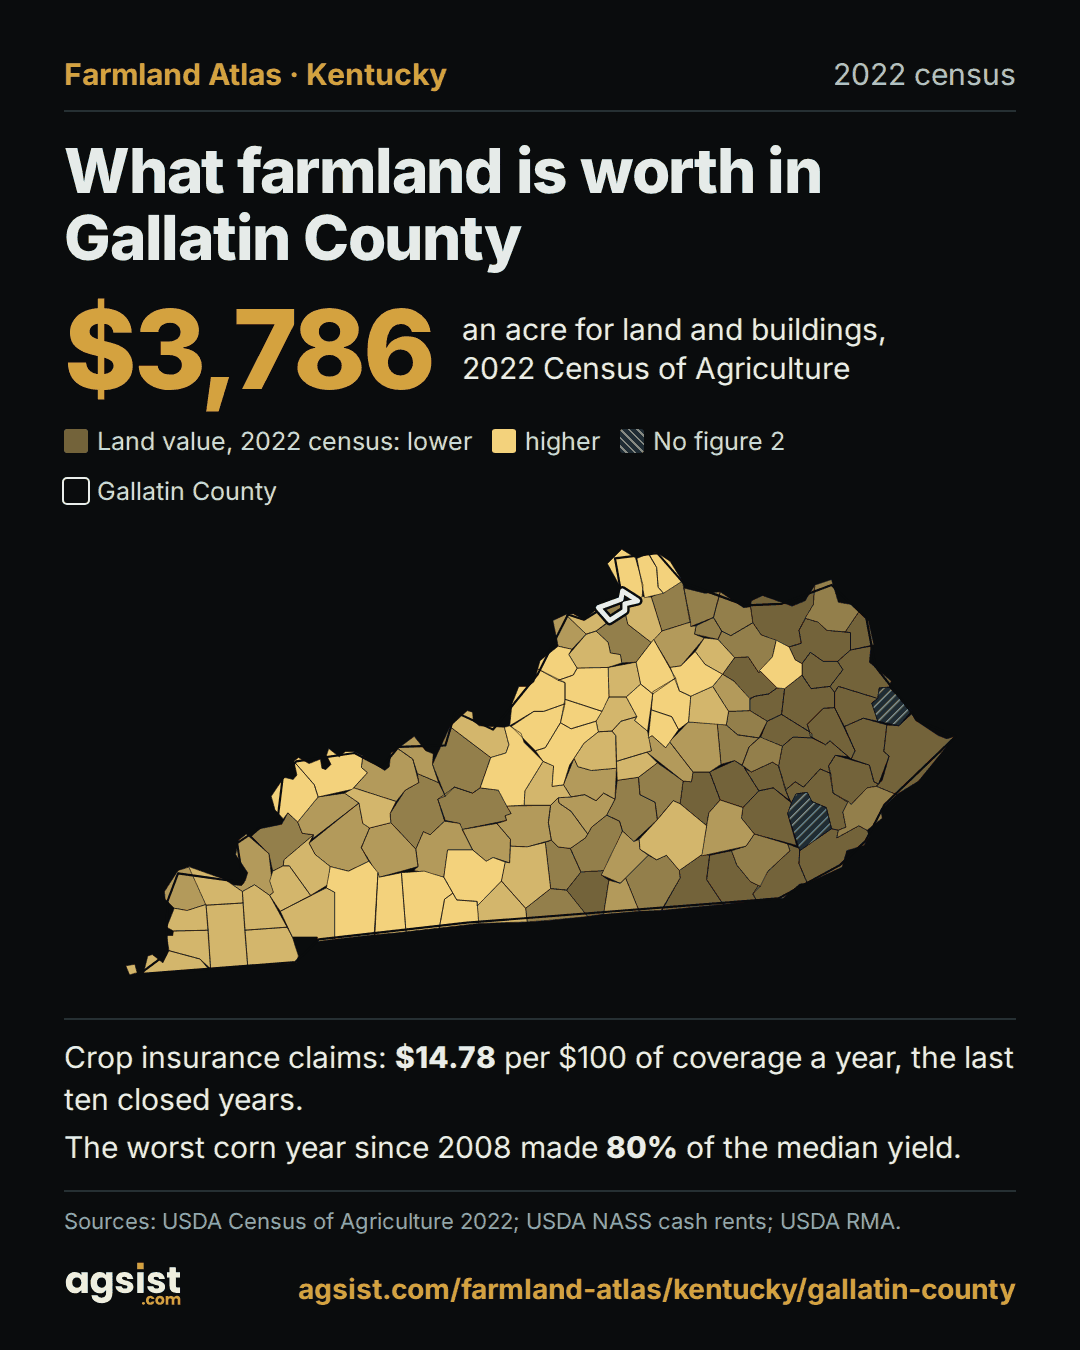 Farmland Atlas · Kentucky
2022 census
What farmland is worth in
Gallatin County
$3,786
an acre for land and buildings,
2022 Census of Agriculture
Land value, 2022 census: lower
higher
No figure 2
Gallatin County
Crop insurance claims: $14.78 per $100 of coverage a year, the last
ten closed years.
The worst corn year since 2008 made 80% of the median yield.
Sources: USDA Census of Agriculture 2022; USDA NASS cash rents; USDA RMA.
agsist
.com
agsist.com/farmland-atlas/kentucky/gallatin-county